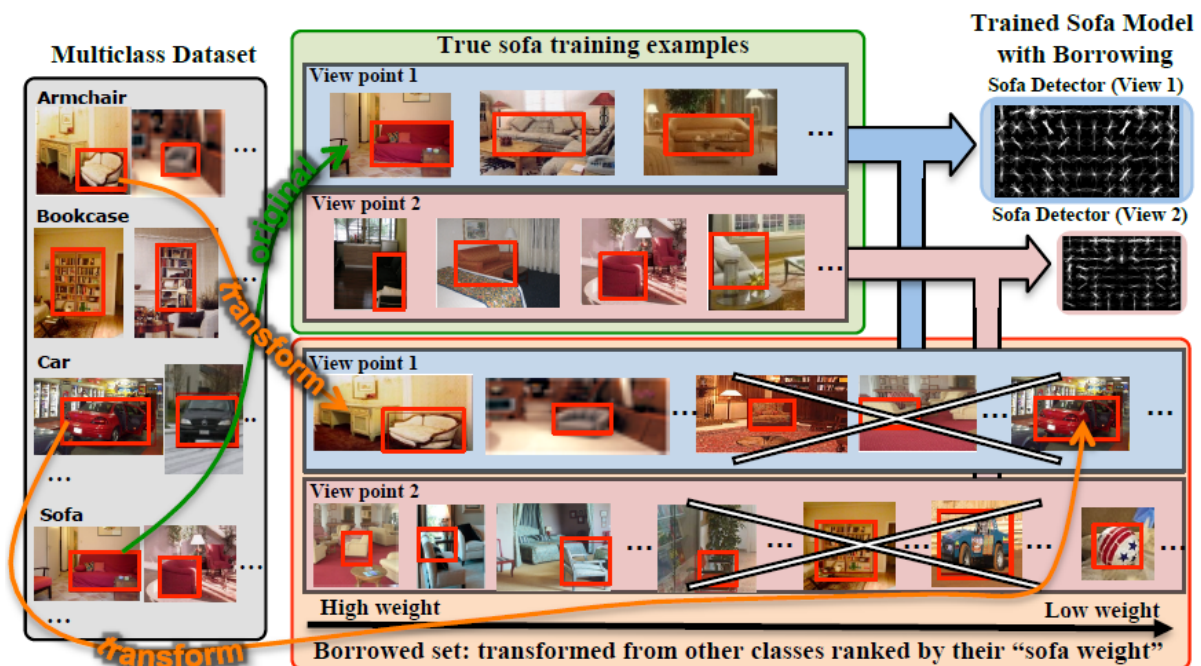 Multiclass Dataset
Armchair
...
Bookcase
...
Car
...
...
Sofa
...
...
original
transform
transform
True sofa training examples
View point 1
...
View point 2
...
View point 1
...
...
...
View point 2
...
...
...
...
...
High weight
Low weight
Borrowed set: transformed from other classes ranked by their “sofa weight”
Trained Sofa Model
with Borrowing
Sofa Detector (View 1)
Sofa Detector (View 2)